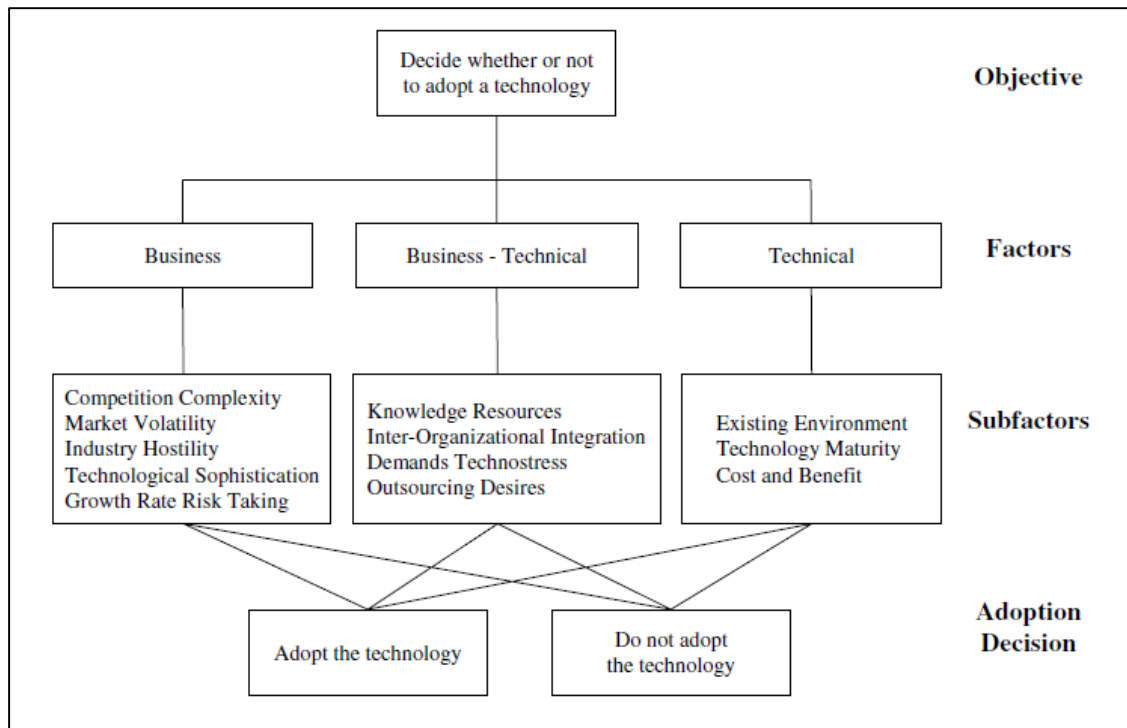 Decide whether or not
to adopt a technology
Objective
Business
Business - Technical
Technical
Factors
Competition Complexity
Market Volatility
Industry Hostility
Technological Sophistication
Growth Rate Risk Taking
Knowledge Resources
Inter-Organizational Integration
Demands Technostress
Outsourcing Desires
Existing Environment
Technology Maturity
Cost and Benefit
Subfactors
Adopt the technology
Do not adopt
the technology
Adoption
Decision